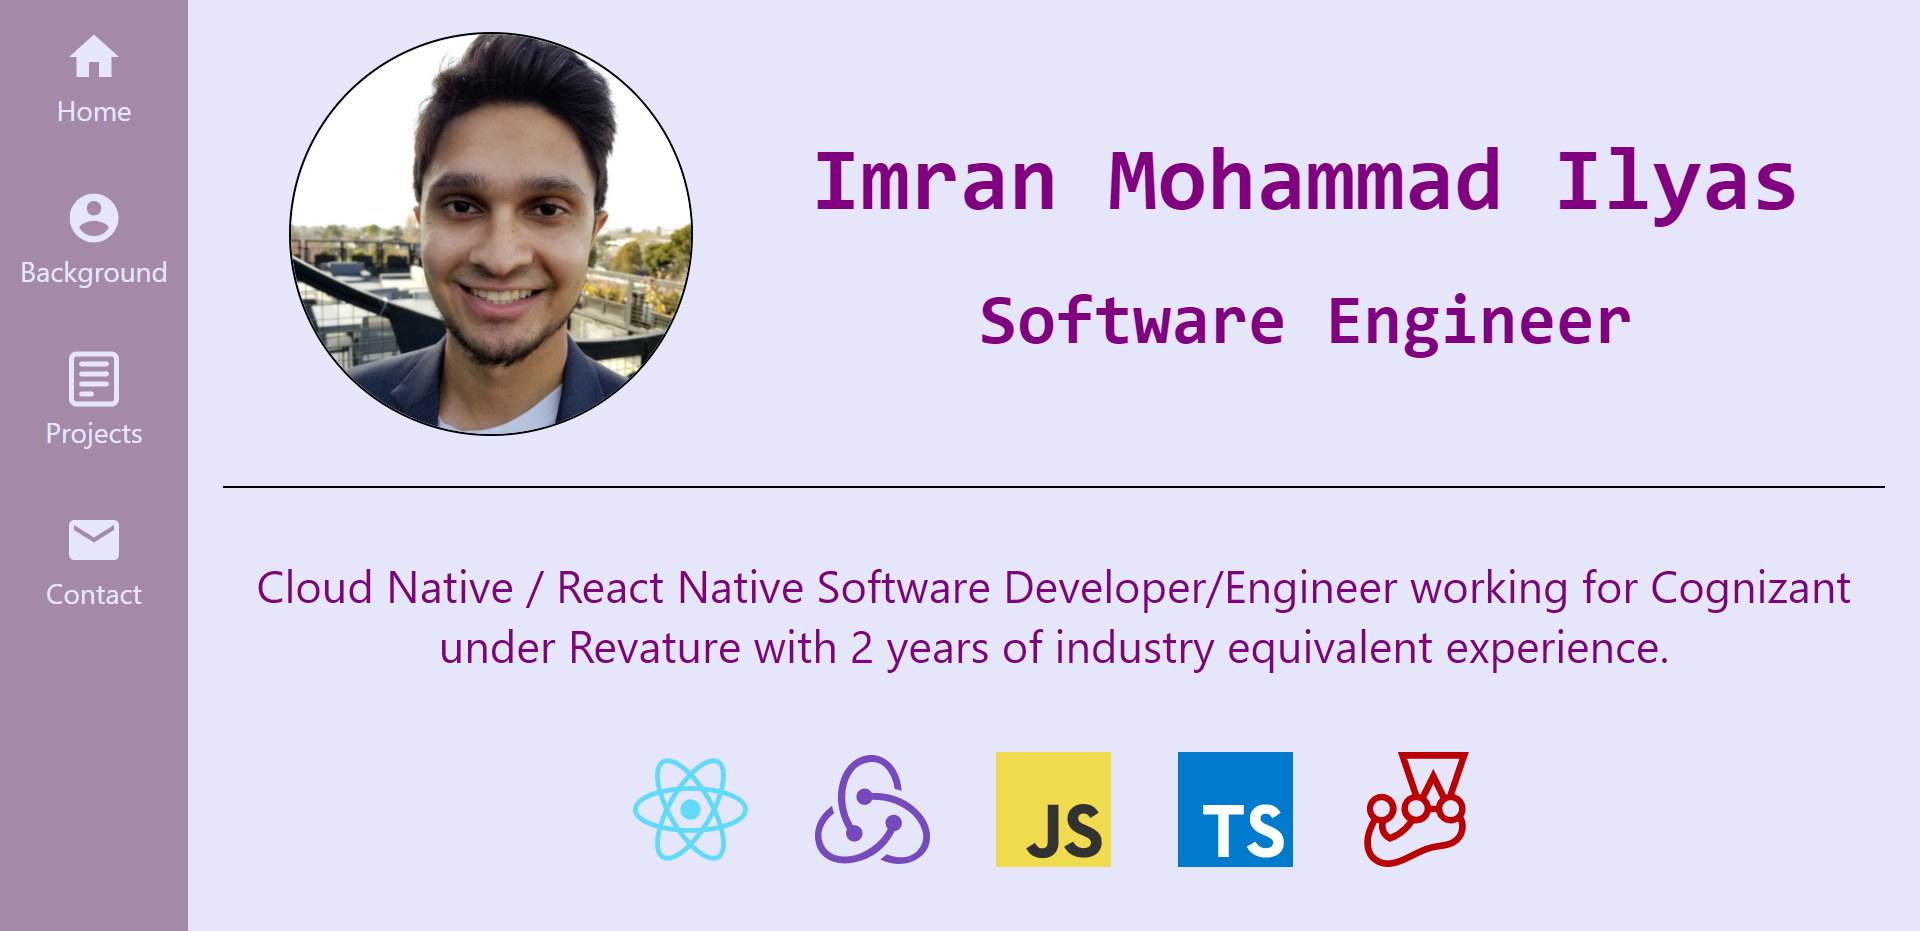 Home
Background
Projects
Contact
Imran Mohammad Ilyas
Software Engineer
Cloud Native / React Native Software Developer/Engineer working for Cognizant
under Revature with 2 years of industry equivalent experience.
JS
TS